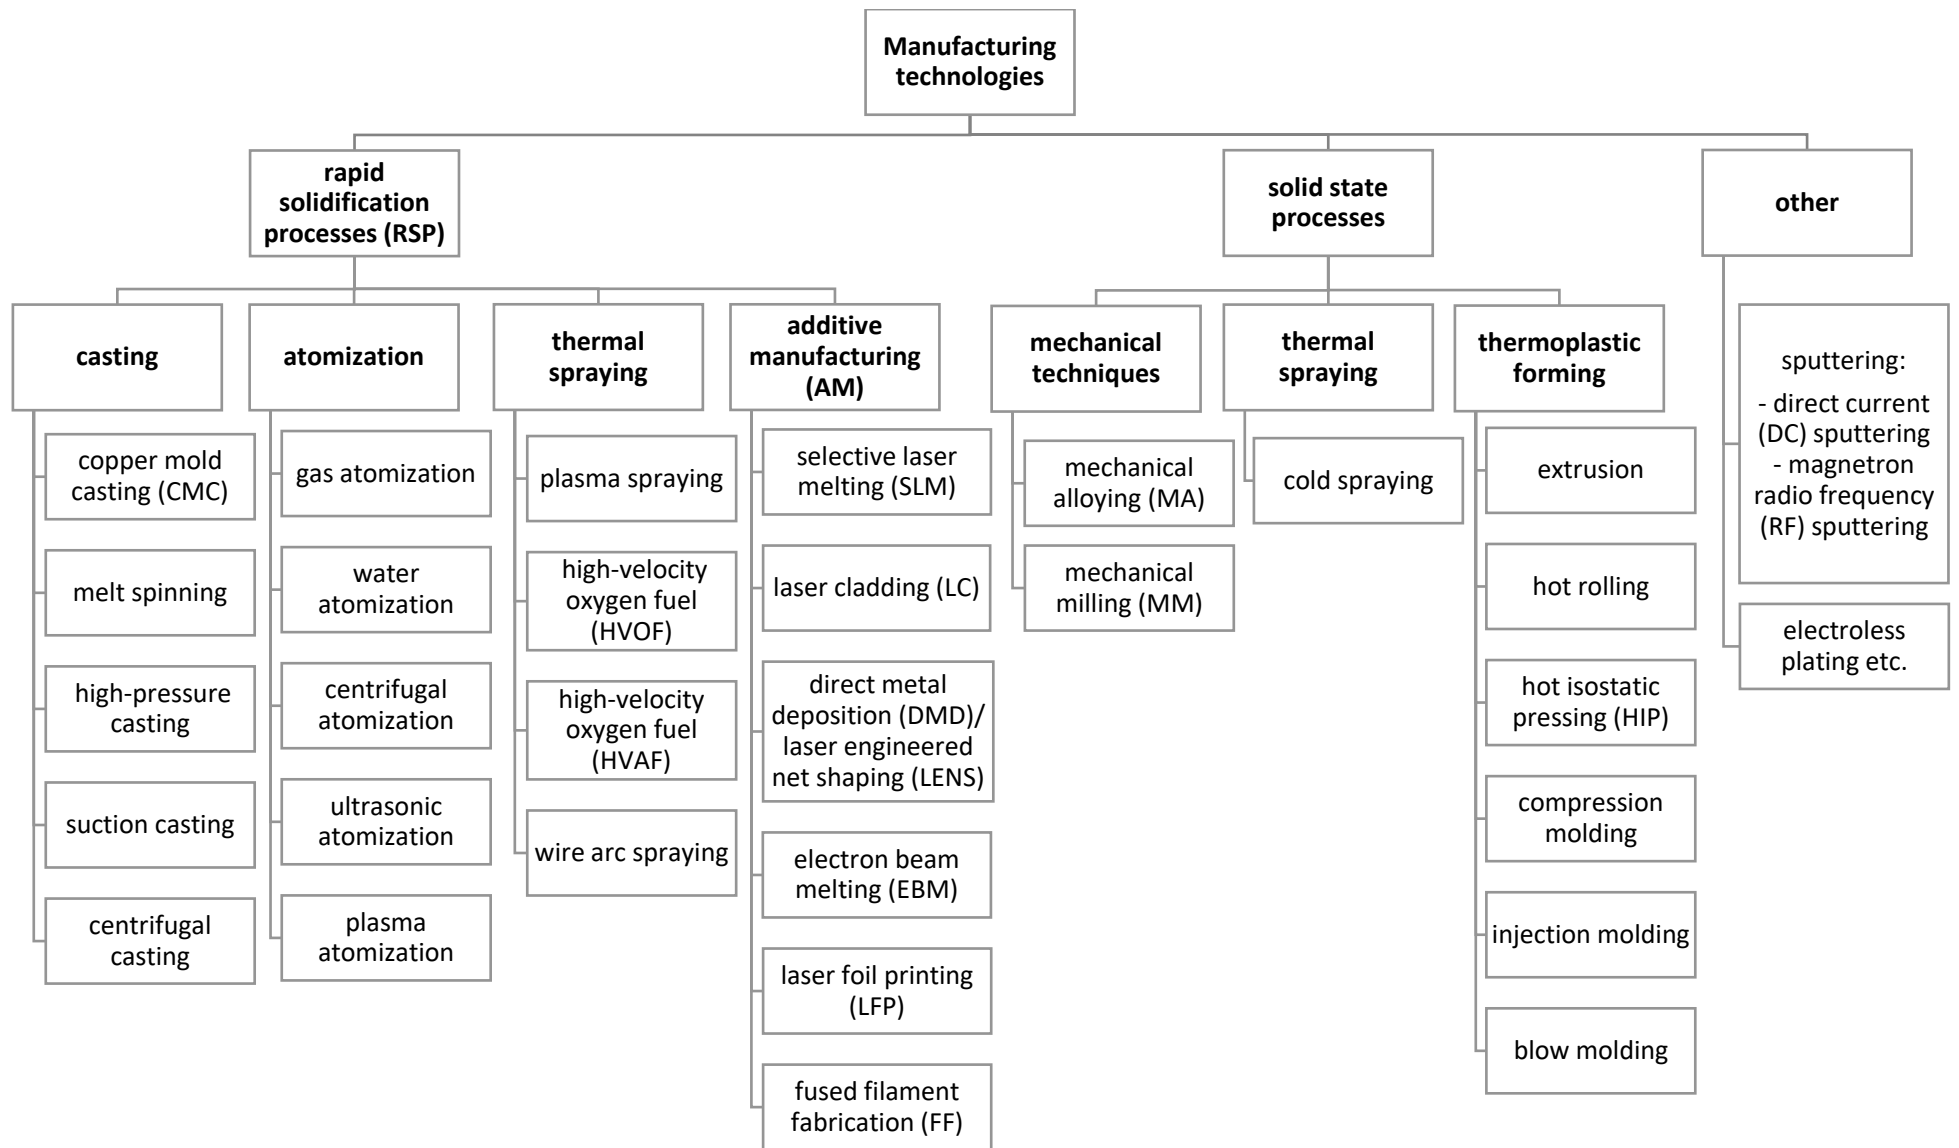 Manufacturing
technologies
rapid
solidification
processes (RSP)
solid state
processes
other
casting
atomization
thermal
spraying
additive
manufacturing
(AM)
mechanical
techniques
thermal
spraying
thermoplastic
forming
copper mold
casting (CMC)
melt spinning
high-pressure
casting
suction casting
centrifugal
casting
gas atomization
water
atomization
centrifugal
atomization
ultrasonic
atomization
plasma
atomization
plasma spraying
high-velocity
oxygen fuel
(HVOF)
high-velocity
oxygen fuel
(HVAF)
wire arc spraying
selective laser
melting (SLM)
laser cladding (LC)
direct metal
deposition (DMD)/
laser engineered
net shaping (LENS)
electron beam
melting (EBM)
laser foil printing
(LFP)
fused filament
fabrication (FF)
mechanical
alloying (MA)
mechanical
milling (MM)
cold spraying
extrusion
hot rolling
hot isostatic
pressing (HIP)
compression
molding
injection molding
blow molding
sputtering:
- direct current
(DC) sputtering
- magnetron
radio frequency
(RF) sputtering
electroless
plating etc.